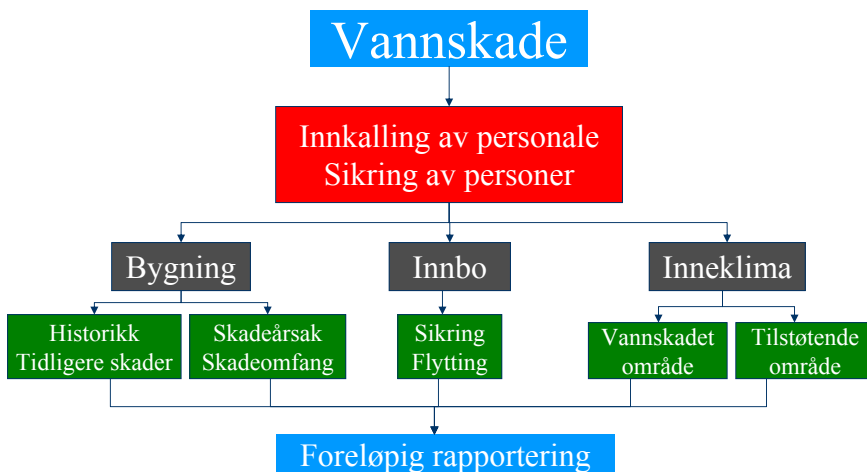 Vannskade
Innkalling av personale
Sikring av personer
Bygning
Innbo
Inneklima
Historikk
Tidligere skader
Skadeårsak
Skadeomfang
Sikring
Flytting
Vannskadet
område
Tilstøtende
område
Foreløpig rapportering